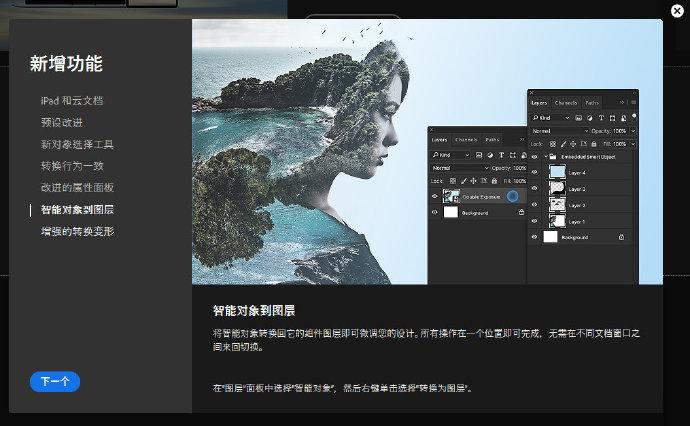 新增功能
iPad 和云文档
预设改进
新对象选择工具
转换行为一致
改进的属性面板
智能对象到图层
增强的转换变形
下一个
Layers Channels Paths
Kind
Normal Opacity: 100%
Lock: Fill: 100%
Double Exposure
Background
Layers Channels Paths
Kind
Normal Opacity: 100%
Lock: Fill: 100%
Embedded Smart Object
Layer 4
Layer 3
Layer 2
Layer 1
Background
智能对象到图层
将智能对象转换回它的组件图层即可微调您的设计。所有操作在一个位置即可完成，无需在不同文档窗口之
间来回切换。
在“图层”面板中选择“智能对象”，然后右键单击选择“转换为图层”。